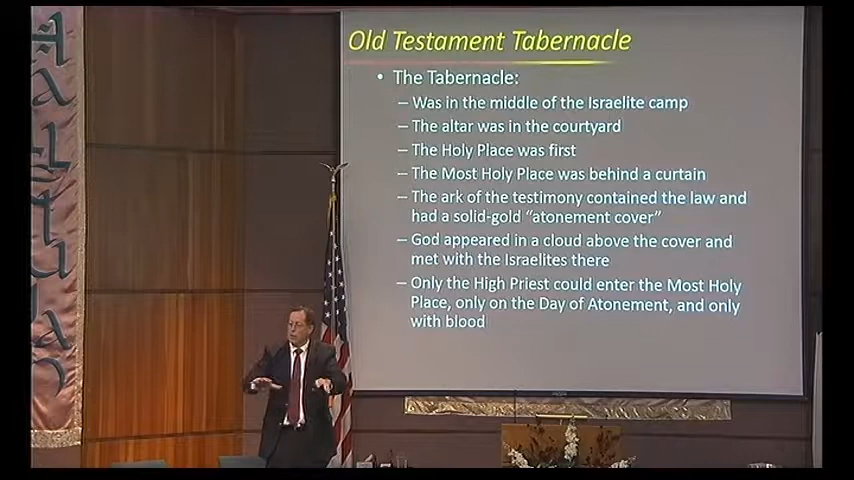 Old Testament Tabernacle
• The Tabernacle:
– Was in the middle of the Israelite camp
– The altar was in the courtyard
– The Holy Place was first
– The Most Holy Place was behind a curtain
– The ark of the testimony contained the law and
had a solid-gold “atonement cover”
– God appeared in a cloud above the cover and
met with the Israelites there
– Only the High Priest could enter the Most Holy
Place, only on the Day of Atonement, and only
with blood